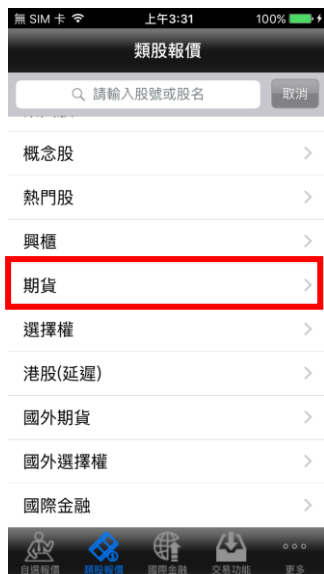 無 SIM 卡 上午3:31 100%
類股報價
請輸入股號或股名 取消
概念股
熱門股
興櫃
期貨
選擇權
港股(延遲)
國外期貨
國外選擇權
國際金融
自選報價 類股報價 國際金融 交易功能 更多